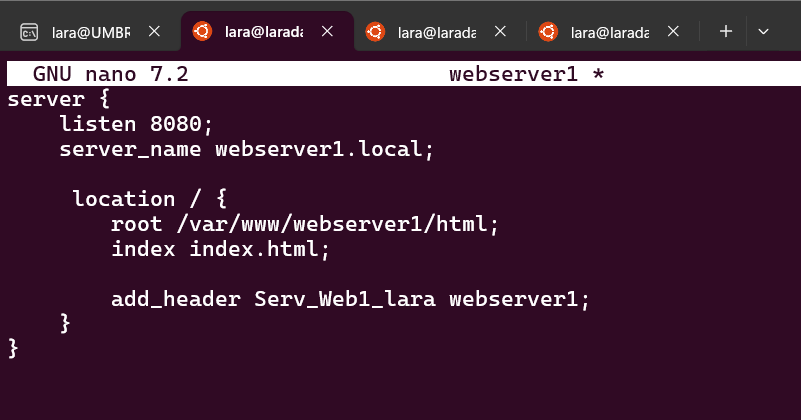 lara@UMBR
lara@larada
lara@larada
lara@larada
GNU nano 7.2 webserver1 *
server {
    listen 8080;
    server_name webserver1.local;
     location / {
        root /var/www/webserver1/html;
        index index.html;
        add_header Serv_Web1_lara webserver1;
    }
}